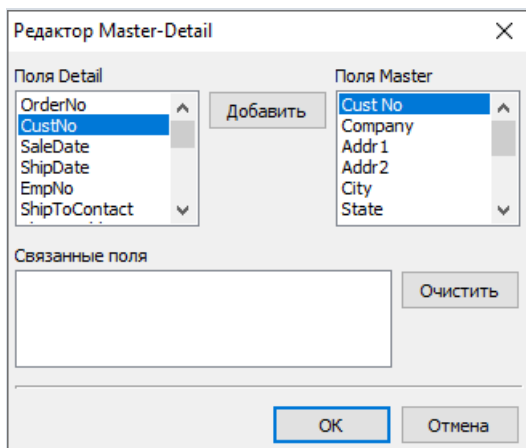 Редактор Master-Detail
Поля Detail
OrderNo
CustNo
SaleDate
ShipDate
EmpNo
ShipToContact
Добавить
Поля Master
Cust No
Company
Addr1
Addr2
City
State
Связанные поля
Очистить
OK
Отмена